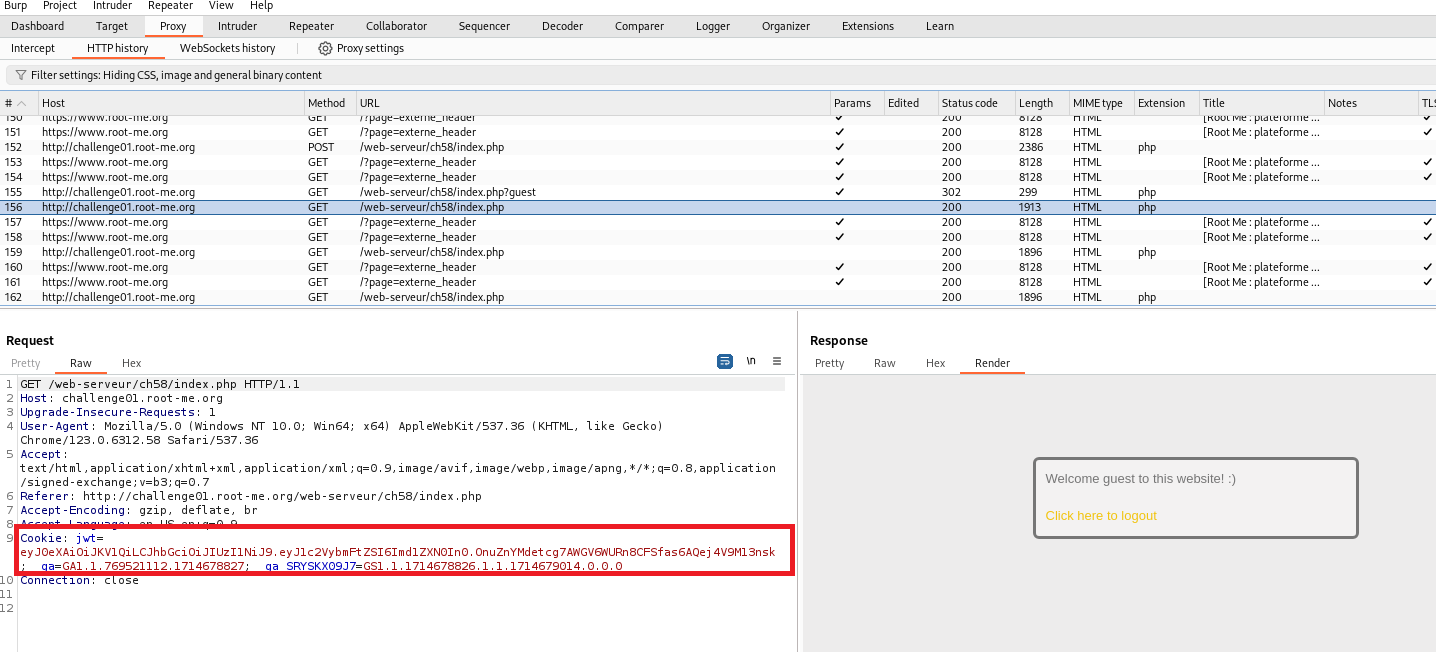 Burp Project Intruder Repeater View Help
Dashboard Target Proxy Intruder Repeater Collaborator Sequencer Decoder Comparer Logger Organizer Extensions Learn
Intercept HTTP history WebSockets history Proxy settings
Filter settings: Hiding CSS, image and general binary content
# Host Method URL Params Edited Status code Length MIME type Extension Title Notes TLS
150 https://www.root-me.org GET /?page=externe_header ✓ 200 8128 HTML [Root Me : plateforme ... ✓
151 https://www.root-me.org GET /?page=externe_header ✓ 200 8128 HTML [Root Me : plateforme ... ✓
152 http://challenge01.root-me.org POST /web-serveur/ch58/index.php ✓ 200 2386 HTML php
153 https://www.root-me.org GET /?page=externe_header ✓ 200 8128 HTML [Root Me : plateforme ... ✓
154 https://www.root-me.org GET /?page=externe_header ✓ 200 8128 HTML [Root Me : plateforme ... ✓
155 http://challenge01.root-me.org GET /web-serveur/ch58/index.php?guest ✓ 302 299 HTML php
156 http://challenge01.root-me.org GET /web-serveur/ch58/index.php 200 1913 HTML php
157 https://www.root-me.org GET /?page=externe_header ✓ 200 8128 HTML [Root Me : plateforme ... ✓
158 https://www.root-me.org GET /?page=externe_header ✓ 200 8128 HTML [Root Me : plateforme ... ✓
159 http://challenge01.root-me.org GET /web-serveur/ch58/index.php 200 1896 HTML php
160 https://www.root-me.org GET /?page=externe_header ✓ 200 8128 HTML [Root Me : plateforme ... ✓
161 https://www.root-me.org GET /?page=externe_header ✓ 200 8128 HTML [Root Me : plateforme ... ✓
162 http://challenge01.root-me.org GET /web-serveur/ch58/index.php 200 1896 HTML php
Request
Pretty Raw Hex \n
1 GET /web-serveur/ch58/index.php HTTP/1.1
2 Host: challenge01.root-me.org
3 Upgrade-Insecure-Requests: 1
4 User-Agent: Mozilla/5.0 (Windows NT 10.0; Win64; x64) AppleWebKit/537.36 (KHTML, like Gecko)
Chrome/123.0.6312.58 Safari/537.36
5 Accept:
text/html,application/xhtml+xml,application/xml;q=0.9,image/avif,image/webp,image/apng,*/*;q=0.8,application
/signed-exchange;v=b3;q=0.7
6 Referer: http://challenge01.root-me.org/web-serveur/ch58/index.php
7 Accept-Encoding: gzip, deflate, br
8 Accept-Language: en-US,en;q=0.9
9 Cookie: jwt=
eyJ0eXAiOiJKV1QiLCJhbGciOiJIUzI1NiJ9.eyJ1c2VybmFtZSI6Imd1ZXN0In0.OnuZnYMdetcg7AWGV6WURn8CFSfas6AQej4V9M13nsk
; _ga=GA1.1.769521112.1714678827; _ga_SRYSKX09J7=GS1.1.1714678826.1.1.1714679014.0.0.0
10 Connection: close
11
12
Response
Pretty Raw Hex Render
Welcome guest to this website! :)
Click here to logout